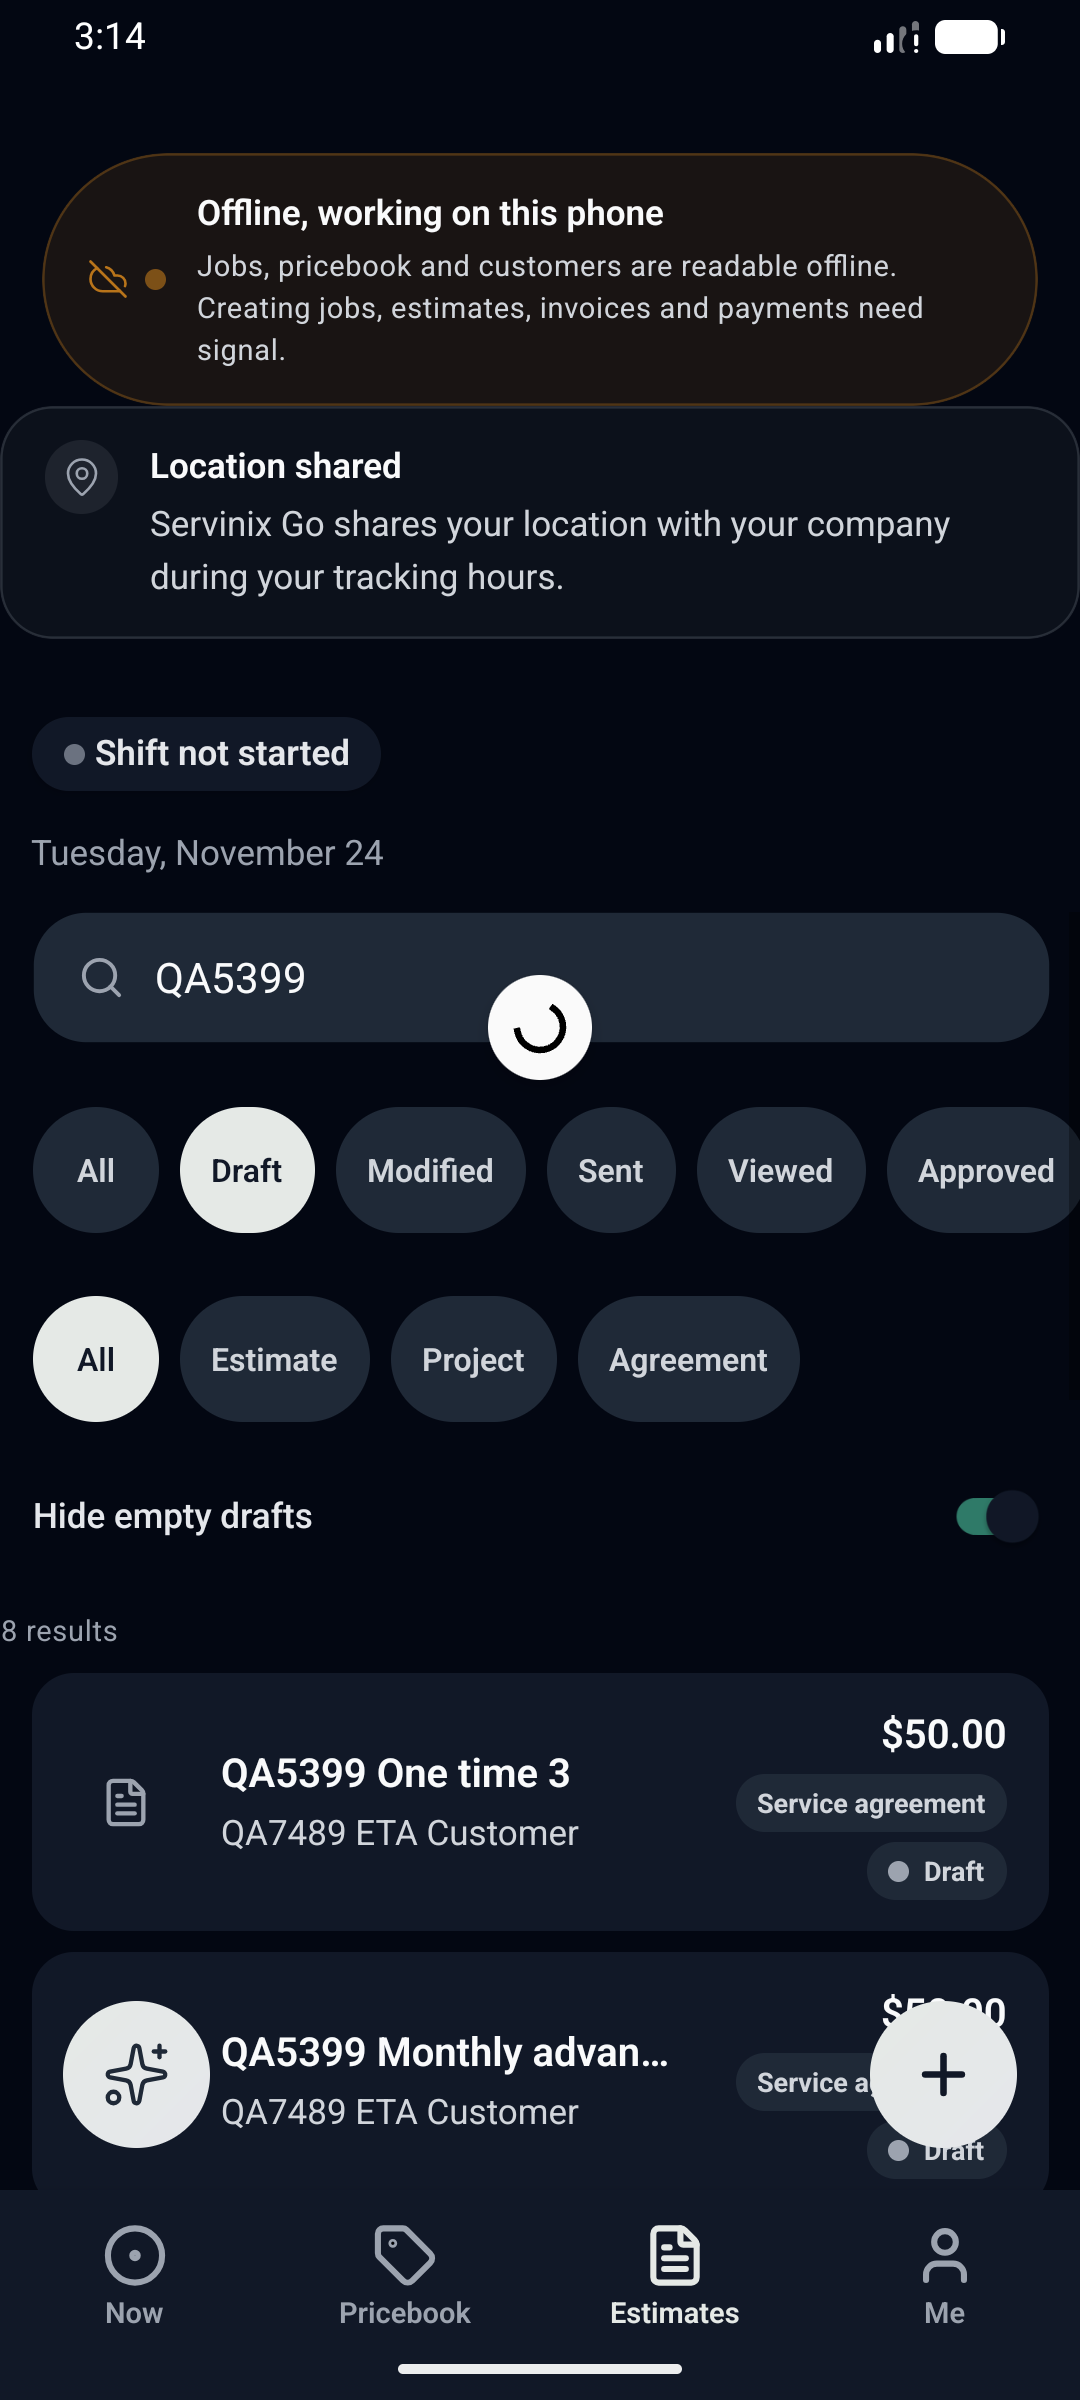 3:14
Offline, working on this phone
Jobs, pricebook and customers are readable offline.
Creating jobs, estimates, invoices and payments need
signal.
Location shared
Servinix Go shares your location with your company
during your tracking hours.
Shift not started
Tuesday, November 24
QA5399
All
Draft
Modified
Sent
Viewed
Approved
All
Estimate
Project
Agreement
Hide empty drafts
8 results
$50.00
QA5399 One time 3
Service agreement
QA7489 ETA Customer
Draft
QA5399 Monthly advan...
Service
QA7489 ETA Customer
Draft
Now
Pricebook
Estimates
Me